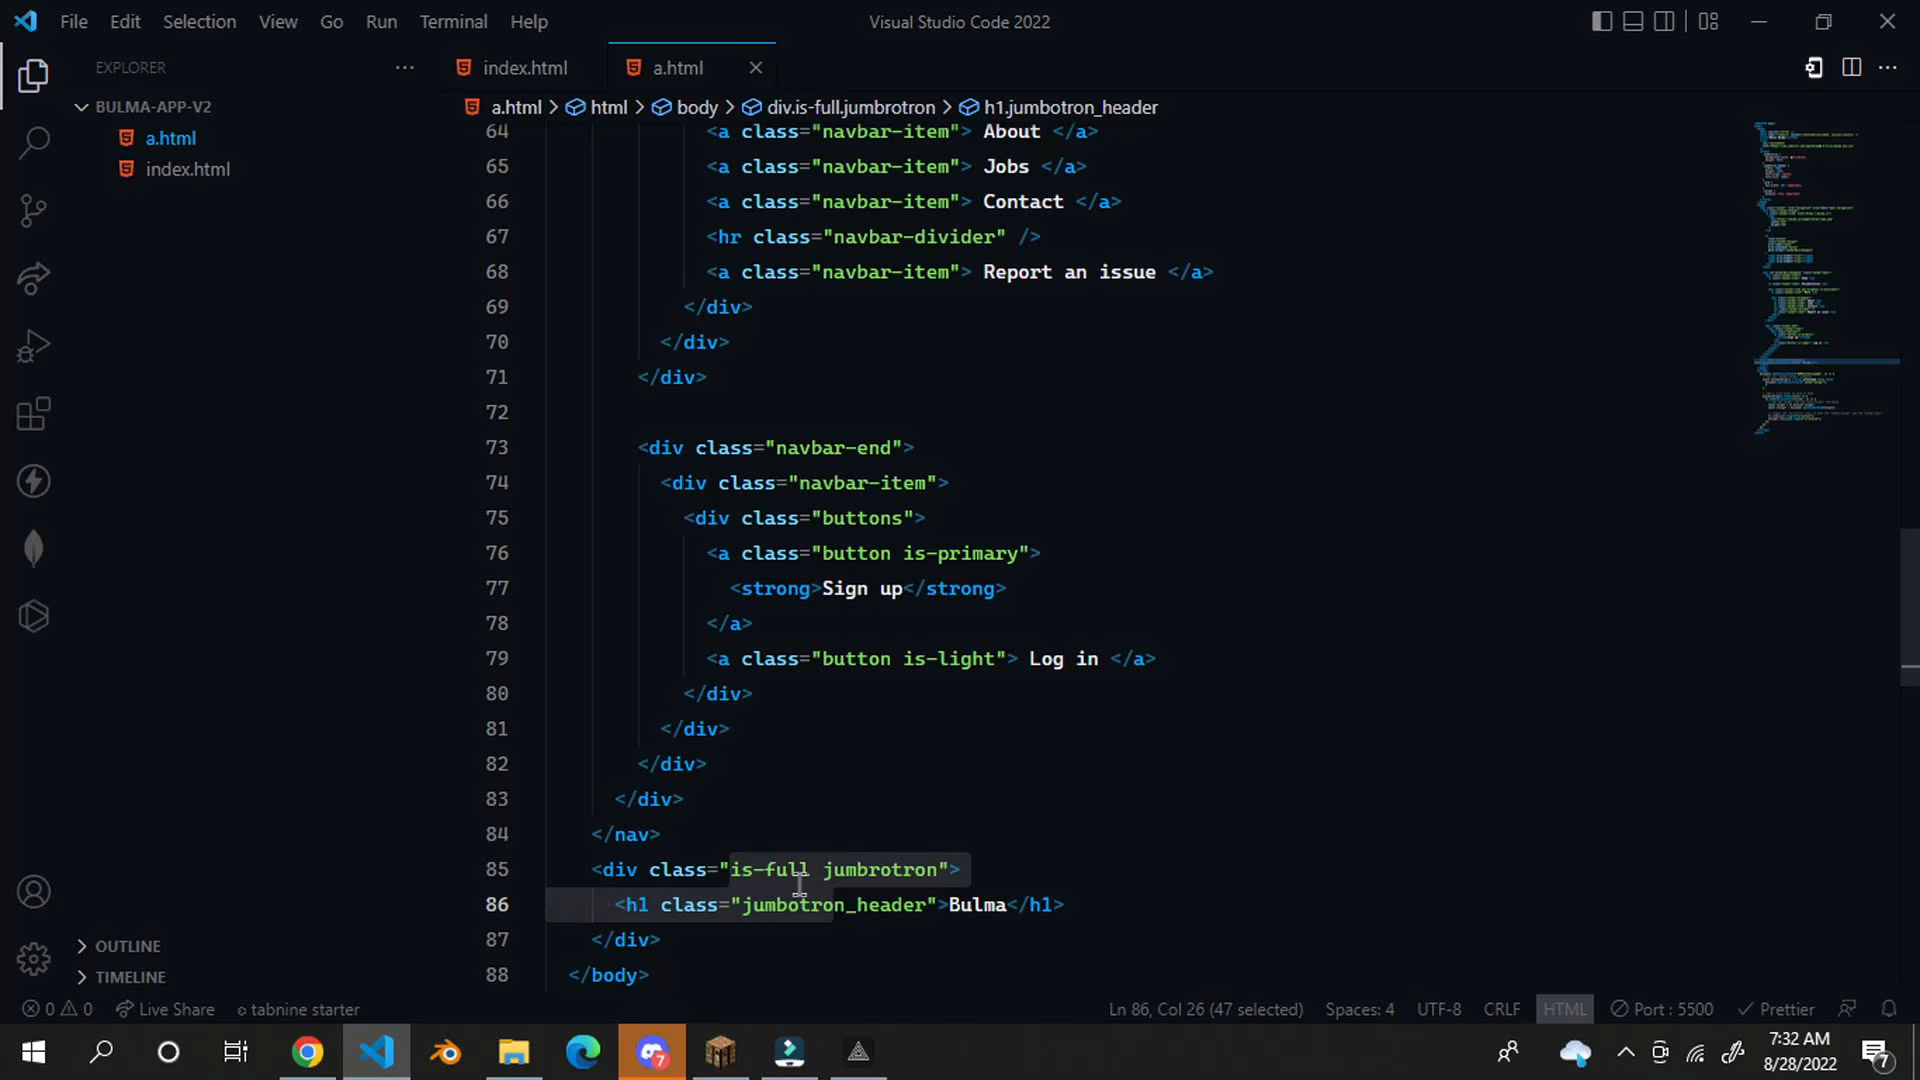 File Edit Selection View Go Run Terminal Help
Visual Studio Code 2022
EXPLORER
index.html
a.html
BULMA-APP-V2
a.html
index.html
a.html > html > body > div.is-full.jumbrotron > h1.jumbotron_header
64 <a class="navbar-item"> About </a>
65 <a class="navbar-item"> Jobs </a>
66 <a class="navbar-item"> Contact </a>
67 <hr class="navbar-divider" />
68 <a class="navbar-item"> Report an issue </a>
69 </div>
70 </div>
71 </div>
72
73 <div class="navbar-end">
74 <div class="navbar-item">
75 <div class="buttons">
76 <a class="button is-primary">
77 <strong>Sign up</strong>
78 </a>
79 <a class="button is-light"> Log in </a>
80 </div>
81 </div>
82 </div>
83 </div>
84 </nav>
85 <div class="is-full jumbrotron">
86 <h1 class="jumbotron_header">Bulma</h1>
87 </div>
88 </body>
OUTLINE
TIMELINE
0 0 Live Share tabnine starter
Ln 86, Col 26 (47 selected) Spaces: 4 UTF-8 CRLF HTML Port : 5500 Prettier
7
7:32 AM
8/28/2022
7